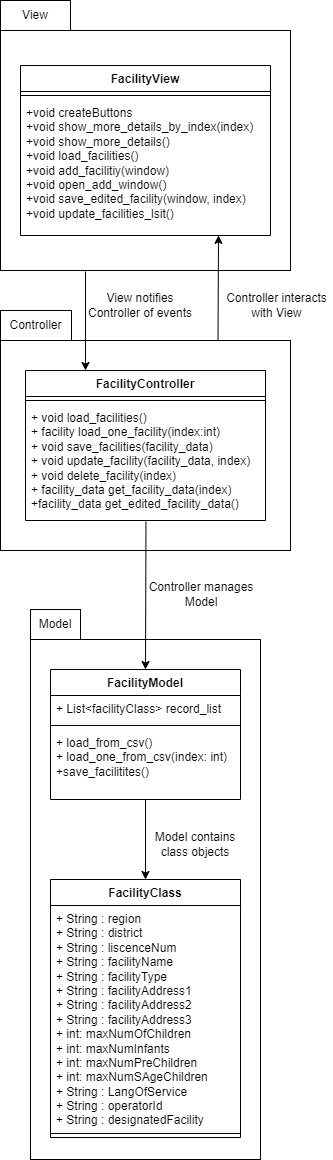 View
FacilityView
+void createButtons
+void show_more_details_by_index(index)
+void show_more_details()
+void load_facilities()
+void add_facilitiy(window)
+void open_add_window()
+void save_edited_facility(window, index)
+void update_facilities_lsit()
View notifies
Controller of events
Controller interacts
with View
Controller
FacilityController
+ void load_facilities()
+ facility load_one_facility(index:int)
+ void save_facilities(facility_data)
+ void update_facility(facility_data, index)
+ void delete_facility(index)
+ facility_data get_facility_data(index)
+facility_data get_edited_facility_data()
Controller manages
Model
Model
FacilityModel
+ List<facilityClass> record_list
+ load_from_csv()
+ load_one_from_csv(index: int)
+save_facilitites()
Model contains
class objects
FacilityClass
+ String : region
+ String : district
+ String : liscenceNum
+ String : facilityName
+ String : facilityType
+ String : facilityAddress1
+ String : facilityAddress2
+ String : facilityAddress3
+ int: maxNumOfChildren
+ int: maxNumInfants
+ int: maxNumPreChildren
+ int: maxNumSAgeChildren
+ String : LangOfService
+ String : operatorId
+ String : designatedFacility